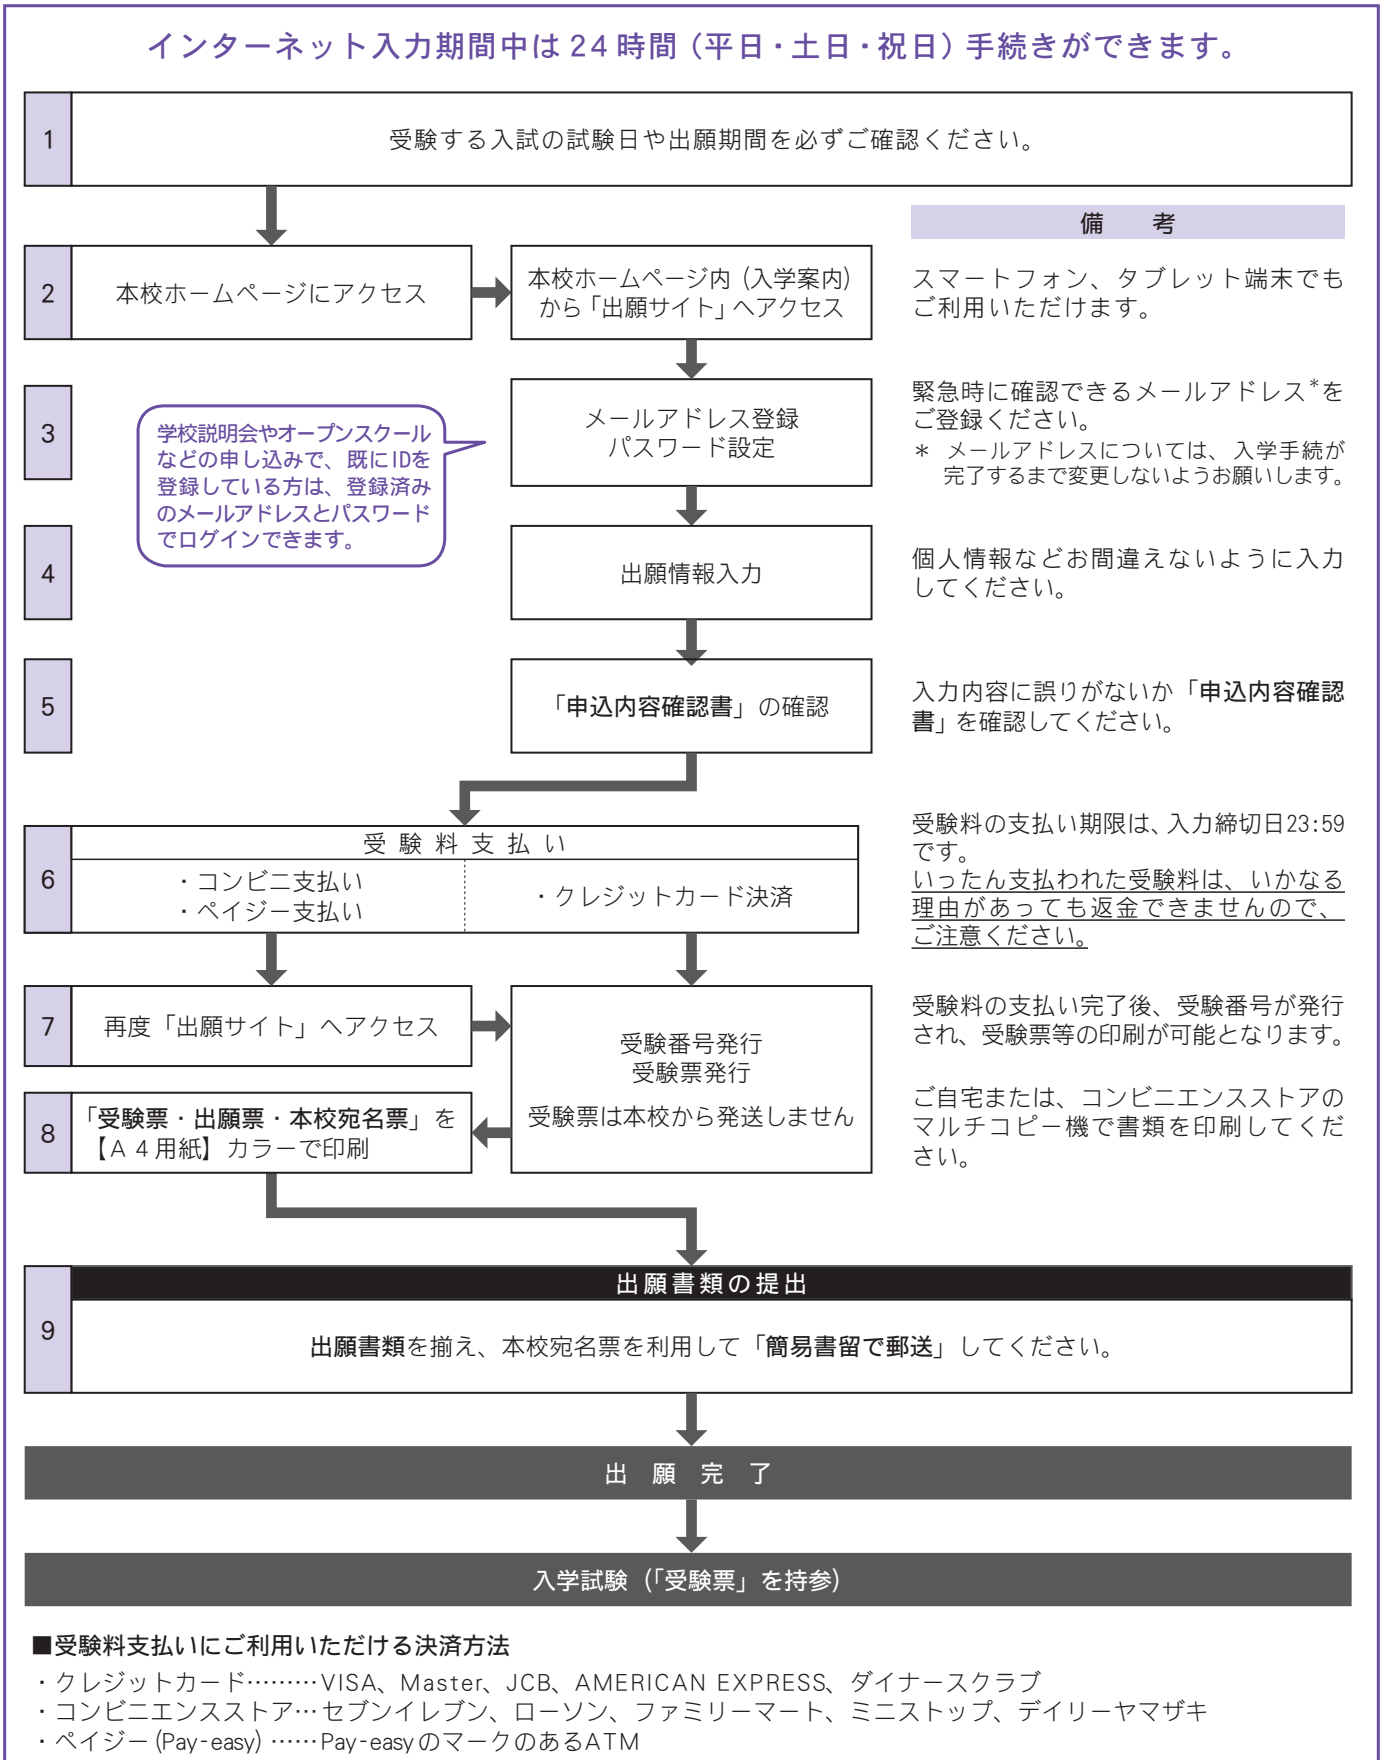 インターネット入力期間中は24時間（平日・土日・祝日）手続きができます。
1
受験する入試の試験日や出願期間を必ずご確認ください。
備　考
2
本校ホームページにアクセス
本校ホームページ内（入学案内）
から「出願サイト」へアクセス
スマートフォン、タブレット端末でも
ご利用いただけます。
3
学校説明会やオープンスクール
などの申し込みで、既にIDを
登録している方は、登録済み
のメールアドレスとパスワード
でログインできます。
メールアドレス登録
パスワード設定
緊急時に確認できるメールアドレス*を
ご登録ください。
＊ メールアドレスについては、入学手続が
完了するまで変更しないようお願いします。
4
出願情報入力
個人情報などお間違えないように入力
してください。
5
「申込内容確認書」の確認
入力内容に誤りがないか「申込内容確認
書」を確認してください。
6
受験料支払い
・コンビニ支払い
・ペイジー支払い
・クレジットカード決済
受験料の支払い期限は、入力締切日23:59
です。
いったん支払われた受験料は、いかなる
理由があっても返金できませんので、
ご注意ください。
7
再度「出願サイト」へアクセス
受験番号発行
受験票発行
受験票は本校から発送しません
受験料の支払い完了後、受験番号が発行
され、受験票等の印刷が可能となります。
8
「受験票・出願票・本校宛名票」を
【A4用紙】カラーで印刷
ご自宅または、コンビニエンスストアの
マルチコピー機で書類を印刷してくだ
さい。
9
出願書類の提出
出願書類を揃え、本校宛名票を利用して「簡易書留で郵送」してください。
出願完了
入学試験（「受験票」を持参）
■受験料支払いにご利用いただける決済方法
・クレジットカード………VISA、Master、JCB、AMERICAN EXPRESS、ダイナースクラブ
・コンビニエンスストア…セブンイレブン、ローソン、ファミリーマート、ミニストップ、デイリーヤマザキ
・ペイジー（Pay-easy）……Pay-easyのマークのあるATM